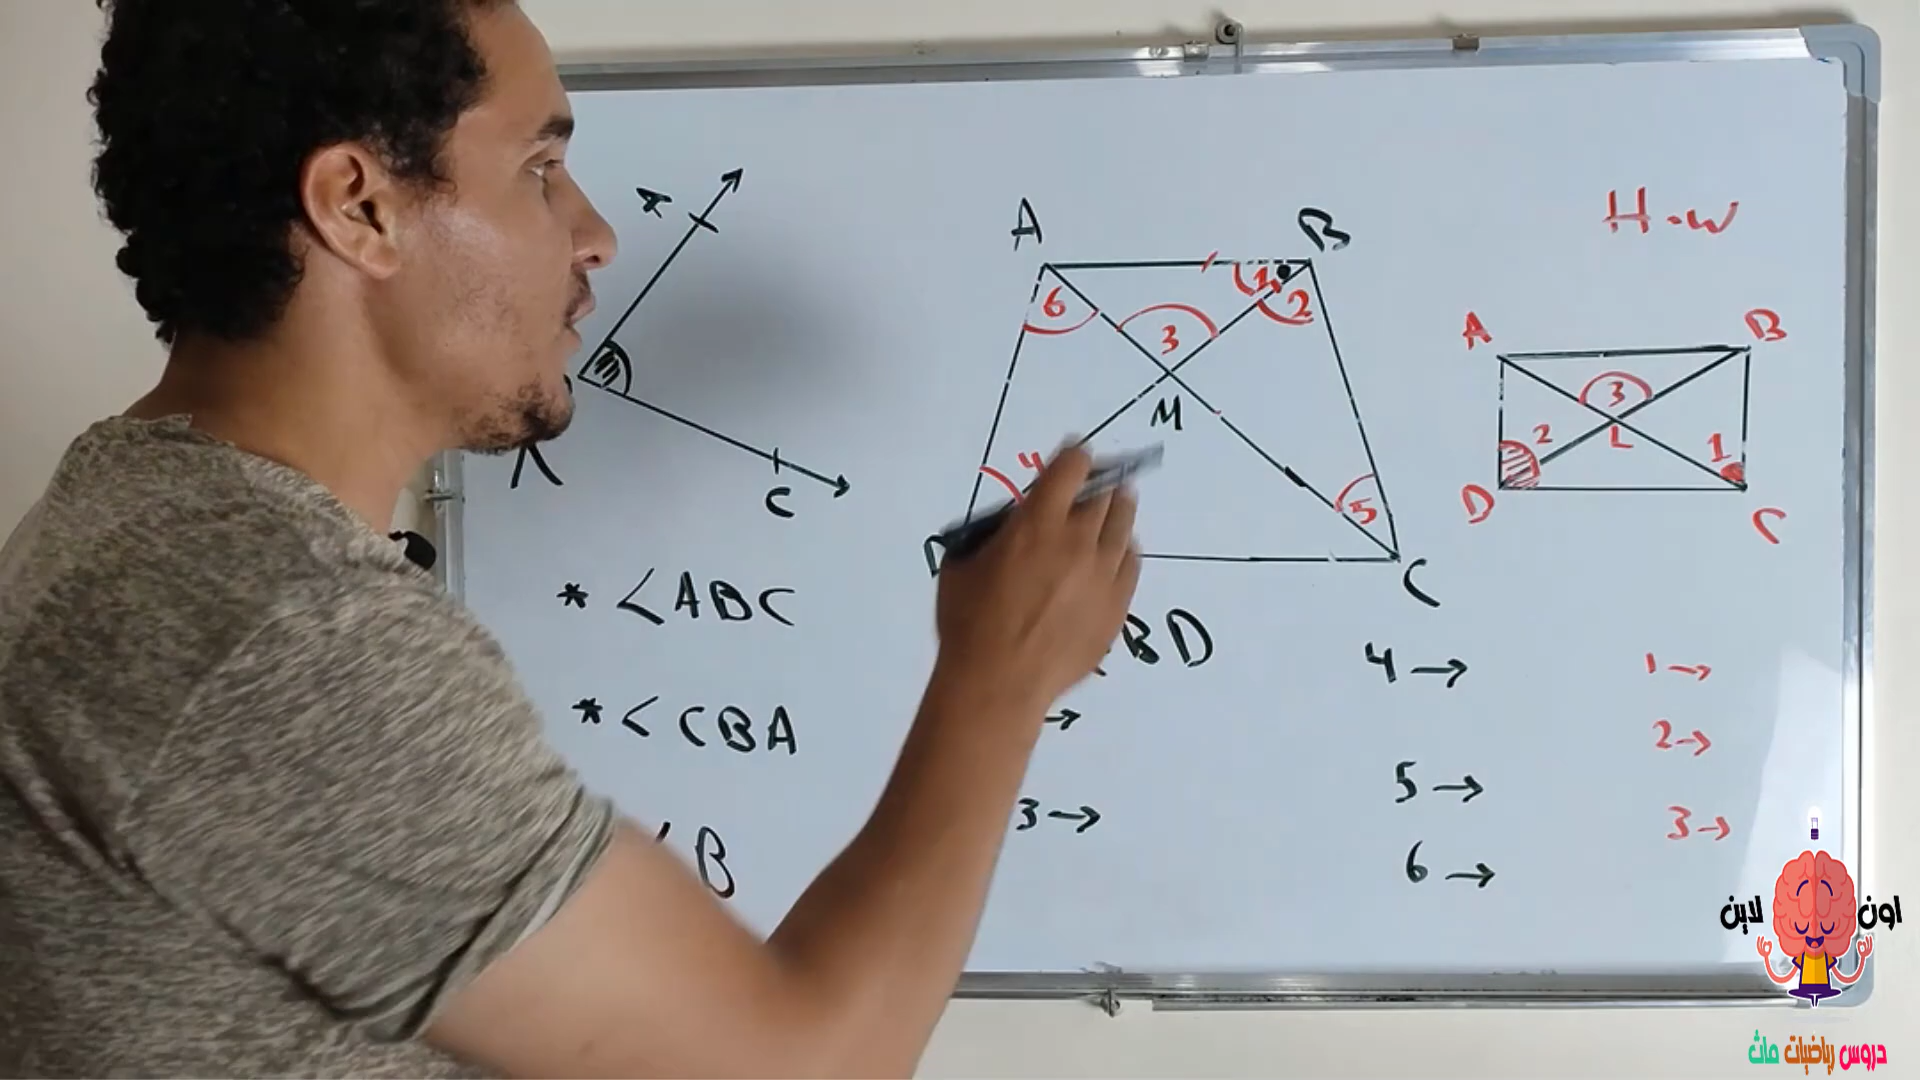 A B
H.W
6 1 2
3
A B
M
3
4
2 L 1
5
C
D C
C
* <ABC
BD
4 →
1 →
* < CBA
→
2 →
5 →
3 →
3 →
B
6 →
اون لاين
دروس رياضيات ماث